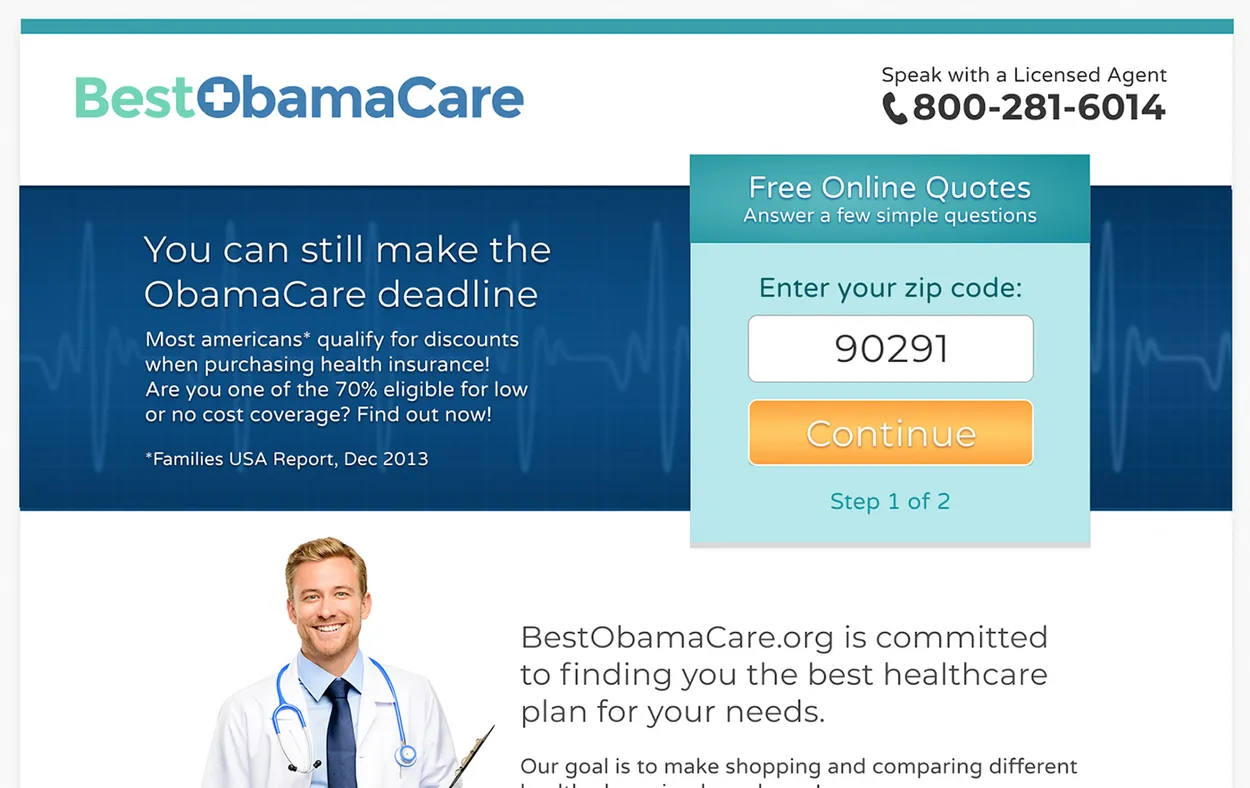 BestObamaCare
Speak with a Licensed Agent
800-281-6014
Free Online Quotes
Answer a few simple questions
You can still make the
ObamaCare deadline
Most americans* qualify for discounts
when purchasing health insurance!
Are you one of the 70% eligible for low
or no cost coverage? Find out now!
*Families USA Report, Dec 2013
Enter your zip code:
90291
Continue
Step 1 of 2
BestObamaCare.org is committed
to finding you the best healthcare
plan for your needs.
Our goal is to make shopping and comparing different